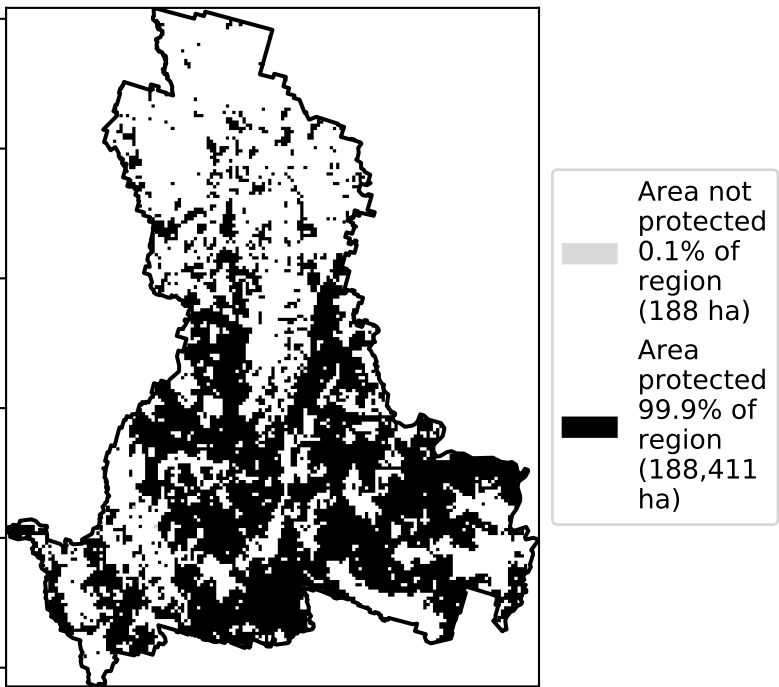 Area not
protected
0.1% of
region
(188 ha)
Area
protected
99.9% of
region
(188,411
ha)